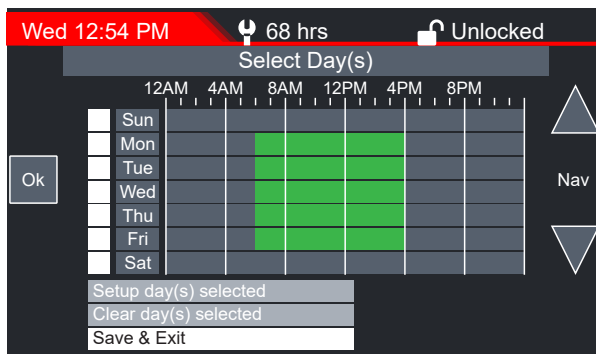 Wed 12:54 PM 68 hrs Unlocked
Select Day(s)
12AM 4AM 8AM 12PM 4PM 8PM
Sun
Mon
Tue
Ok Wed Nav
Thu
Fri
Sat
Setup day(s) selected
Clear day(s) selected
Save & Exit